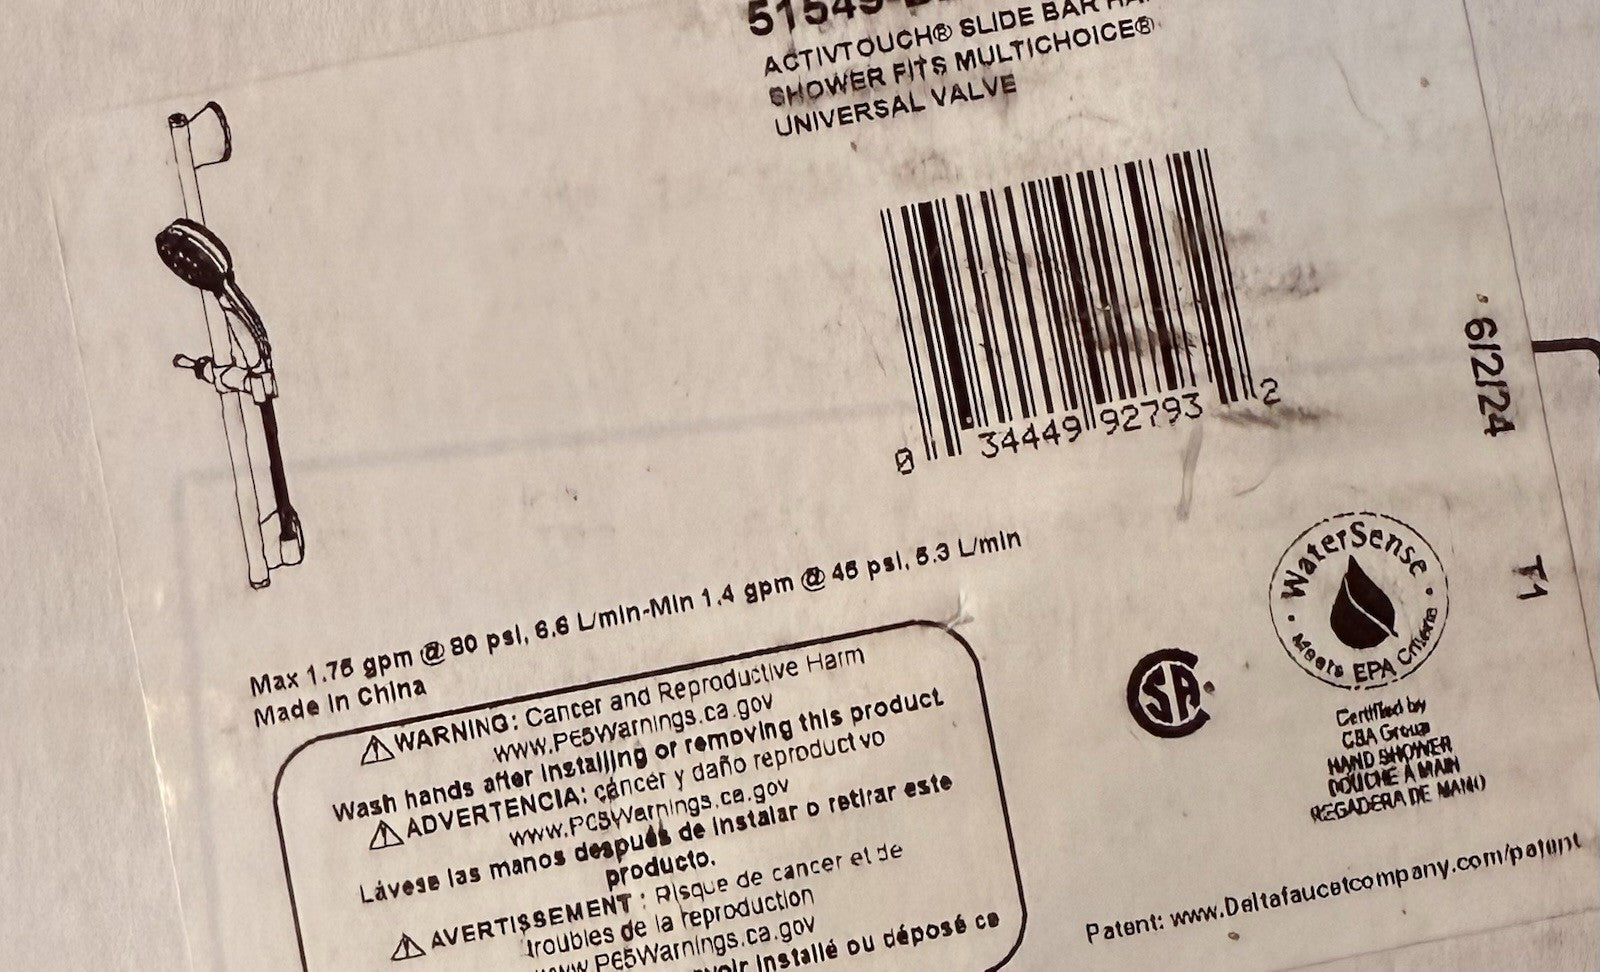 51549-
ACTIVTOUCH® SLIDE BAR
SHOWER FITS MULTICHOICE®
UNIVERSAL VALVE
0 34449 92793 2
6/2/24
T1
Max 1.75 gpm @ 80 psi, 6.6 L/min-Min 1.4 gpm @ 45 psi, 5.3 L/min
Made in China
WaterSense
Meets EPA Criteria
Certified by
CSA Group
HAND SHOWER
DOUCHE À MAIN
REGADERA DE MANO
⚠WARNING: Cancer and Reproductive Harm
www.P65Warnings.ca.gov
Wash hands after installing or removing this product
⚠ADVERTENCIA: cáncer y daño reproductivo
www.P65Warnings.ca.gov
Lávese las manos después de instalar o retirar este
producto.
⚠AVERTISSEMENT : Risque de cancer et de
troubles de la reproduction
www.P65Warnings.ca.gov
installé ou déposé ce
Patent: www.Deltafaucetcompany.com/patent